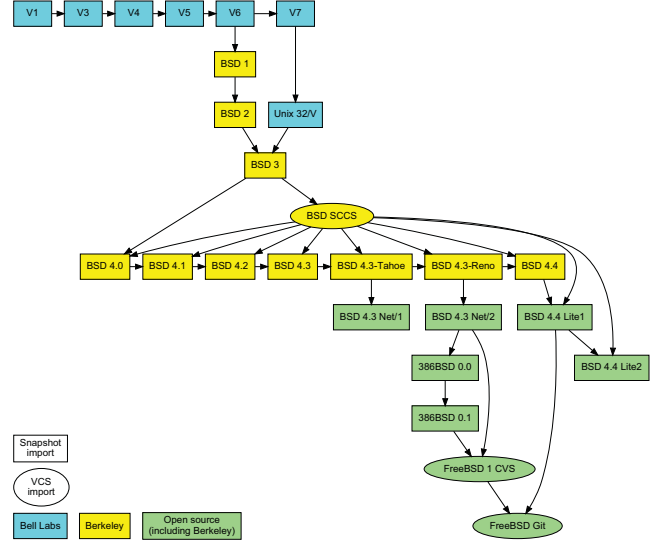 V1
V3
V4
V5
V6
V7
BSD 1
BSD 2
Unix 32/V
BSD 3
BSD SCCS
BSD 4.0
BSD 4.1
BSD 4.2
BSD 4.3
BSD 4.3-Tahoe
BSD 4.3-Reno
BSD 4.4
BSD 4.3 Net/1
BSD 4.3 Net/2
BSD 4.4 Lite1
386BSD 0.0
BSD 4.4 Lite2
386BSD 0.1
Snapshot
import
FreeBSD 1 CVS
VCS
import
Bell Labs
Berkeley
Open source
(including Berkeley)
FreeBSD Git